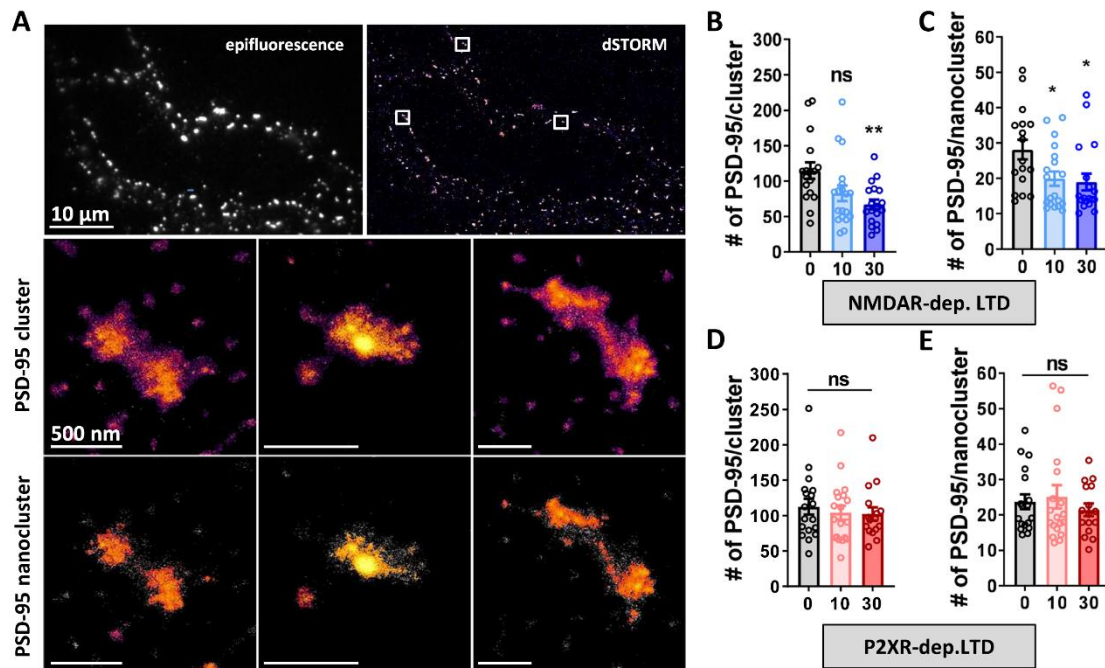 A
epifluorescence
dSTORM
10 µm
PSD-95 cluster
500 nm
PSD-95 nanocluster
B
# of PSD-95/cluster
300
250
200
150
100
50
0
ns
**
0 10 30
C
# of PSD-95/nanocluster
60
50
40
30
20
10
0
*
*
0 10 30
NMDAR-dep. LTD
D
# of PSD-95/cluster
300
250
200
150
100
50
0
ns
0 10 30
E
# of PSD-95/nanocluster
60
50
40
30
20
10
0
ns
0 10 30
P2XR-dep.LTD